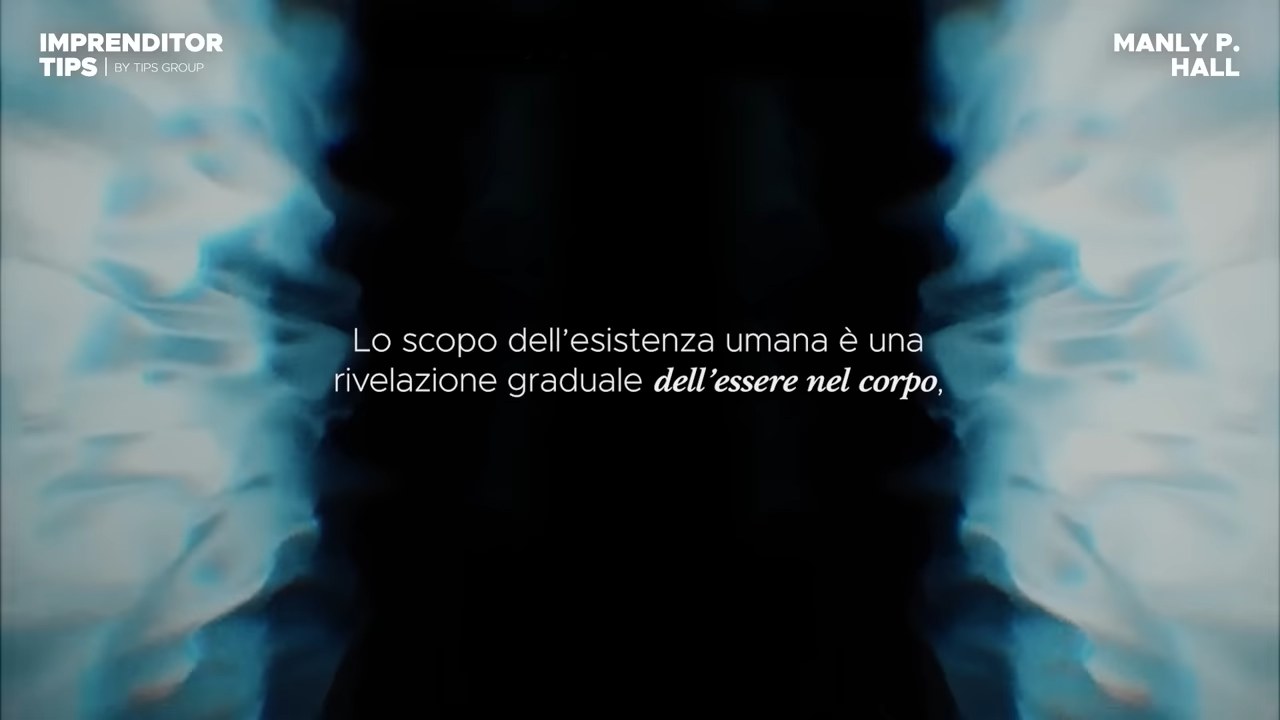 IMPRENDITOR
TIPS | BY TIPS GROUP
MANLY P.
HALL
Lo scopo dell’esistenza umana è una
rivelazione graduale dell’essere nel corpo,